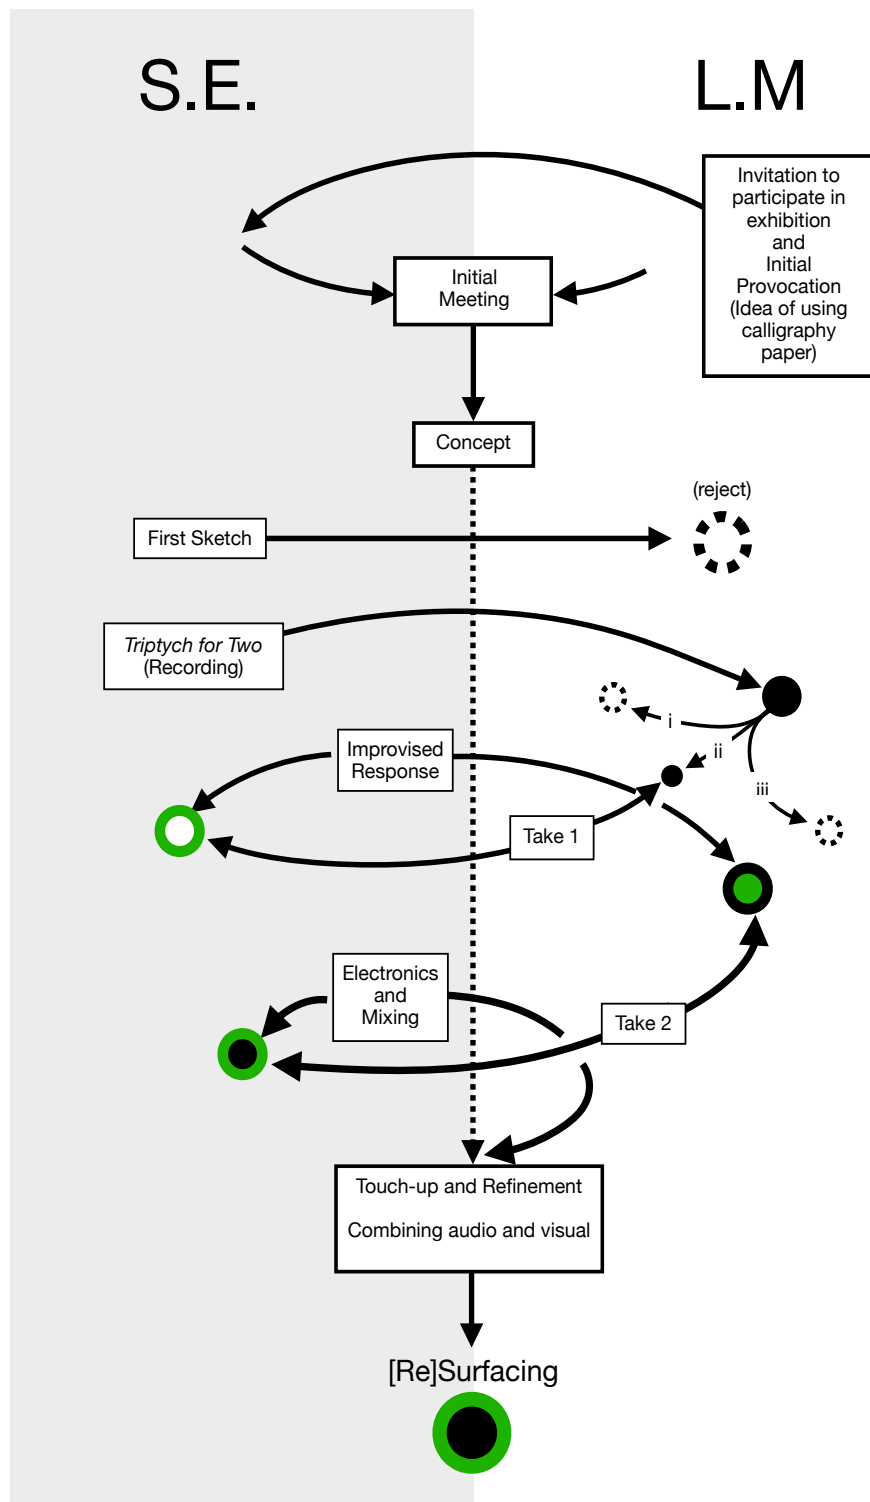 S.E.
L.M
Invitation to
participate in
exhibition
and
Initial
Provocation
(Idea of using
calligraphy
paper)
Initial
Meeting
Concept
(reject)
First Sketch
Triptych for Two
(Recording)
i
ii
iii
Improvised
Response
Take 1
Electronics
and
Mixing
Take 2
Touch-up and Refinement
Combining audio and visual
[Re]Surfacing